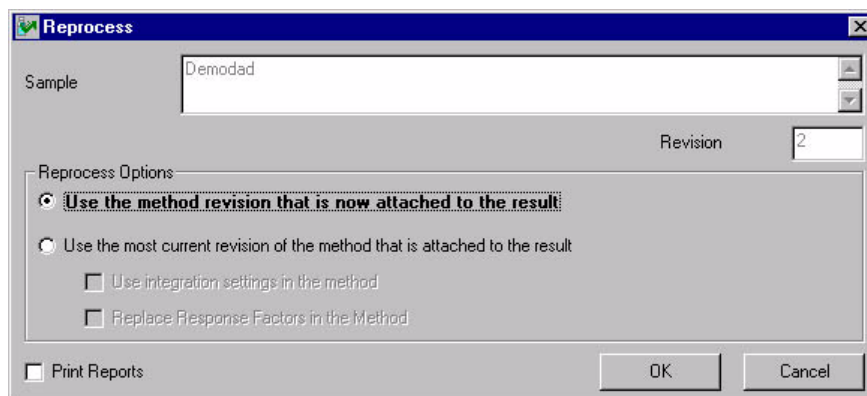 Reprocess
Sample
Demodad
Revision
2
Reprocess Options
Use the method revision that is now attached to the result
Use the most current revision of the method that is attached to the result
Use integration settings in the method
Replace Response Factors in the Method
Print Reports
OK
Cancel